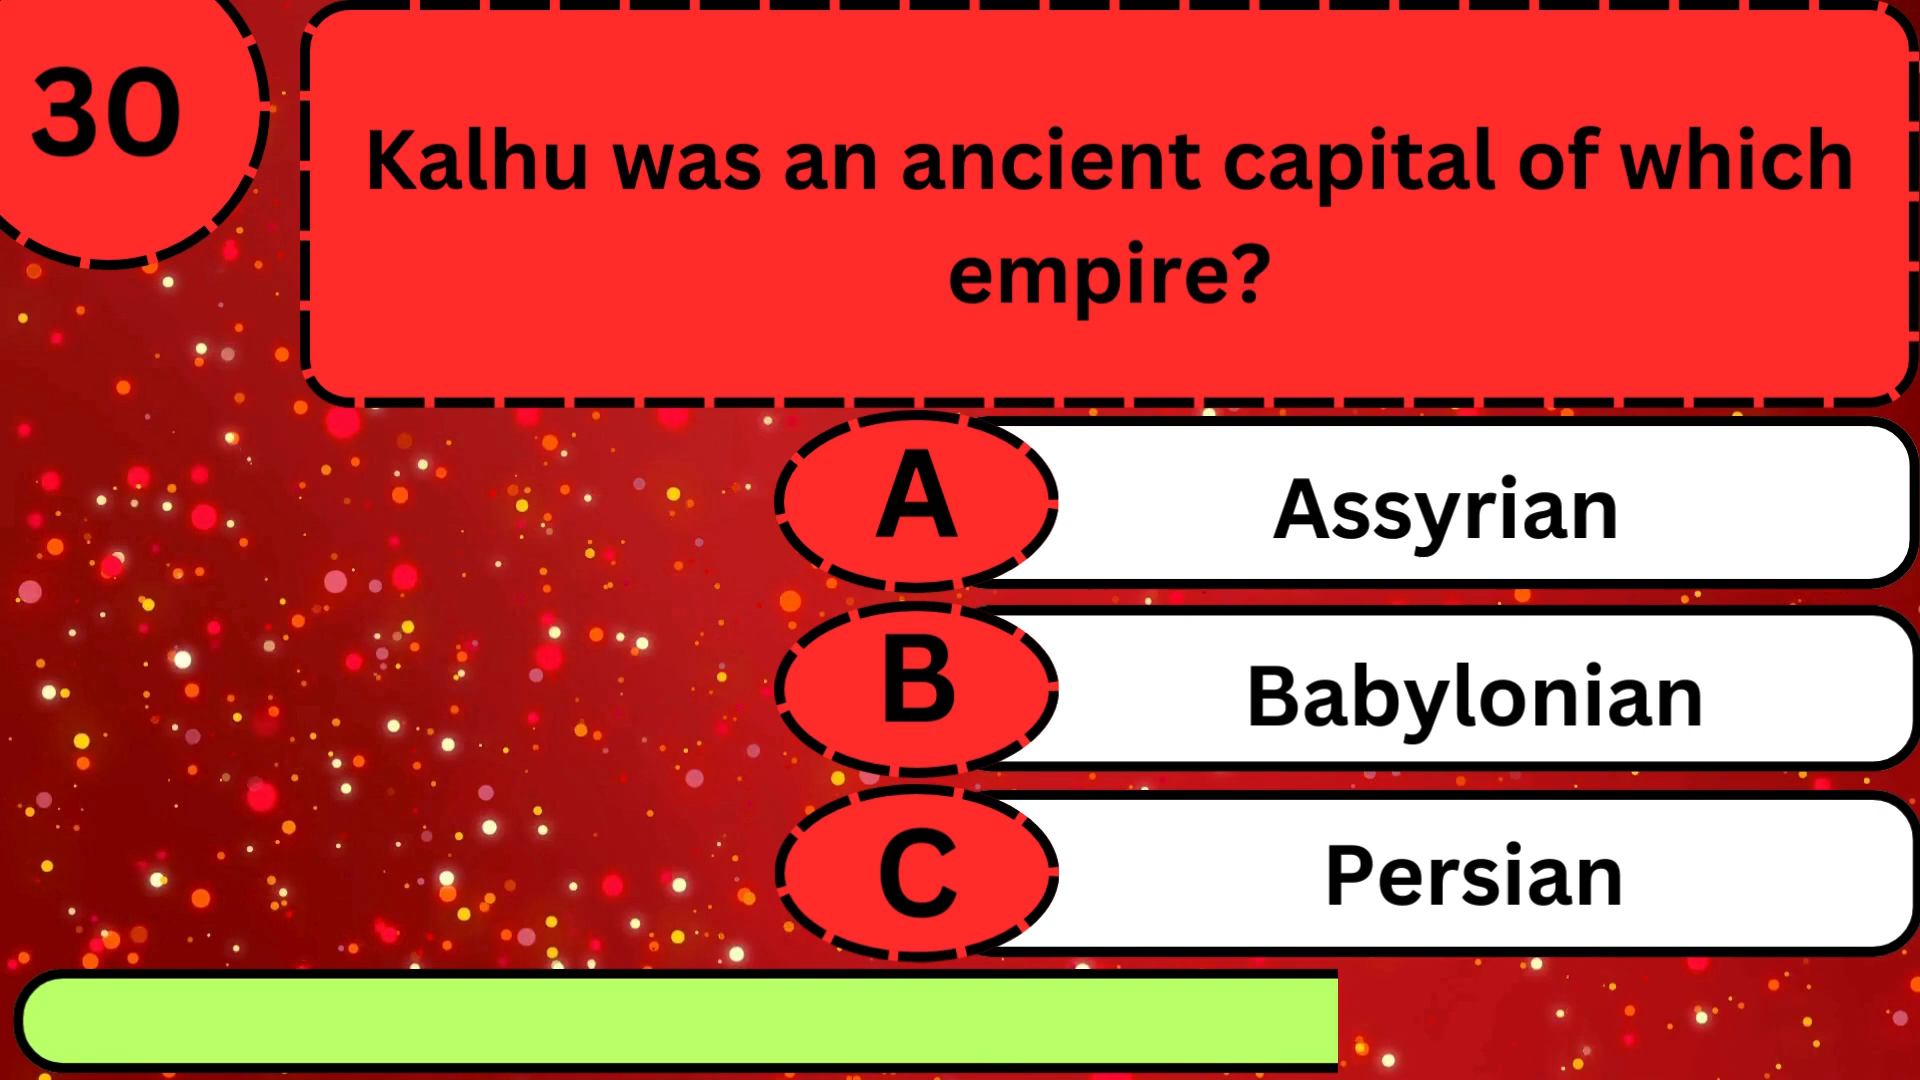 30
Kalhu was an ancient capital of which
empire?
A
Assyrian
B
Babylonian
C
Persian